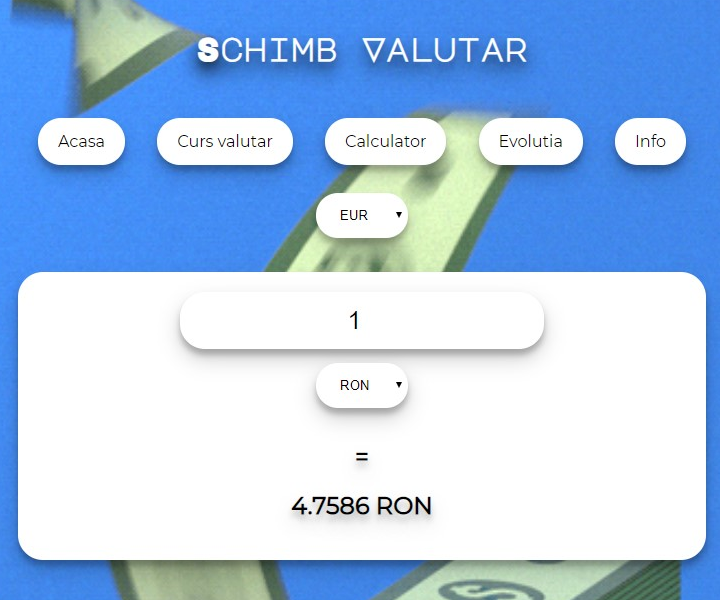 SCHIMB VALUTAR
Acasa Curs valutar Calculator Evolutia Info
EUR
1
RON
=
4.7586 RON